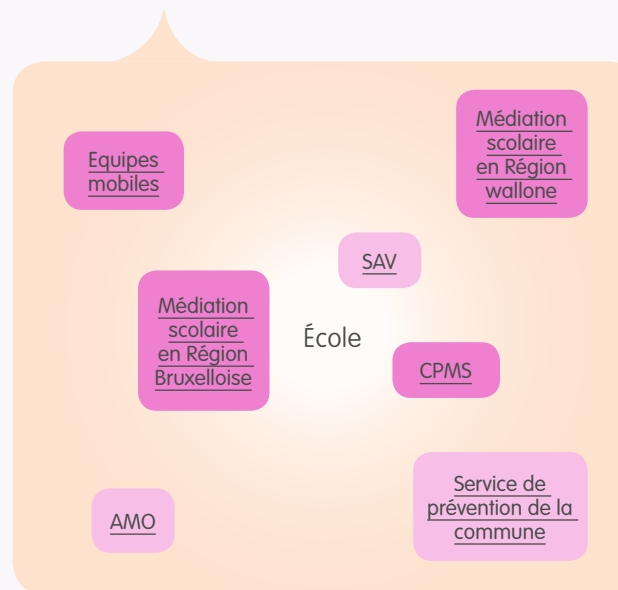 Médiation
scolaire
en Région
wallone
Equipes
mobiles
SAV
Médiation
scolaire
en Région
Bruxelloise
École
CPMS
Service de
prévention de la
commune
AMO